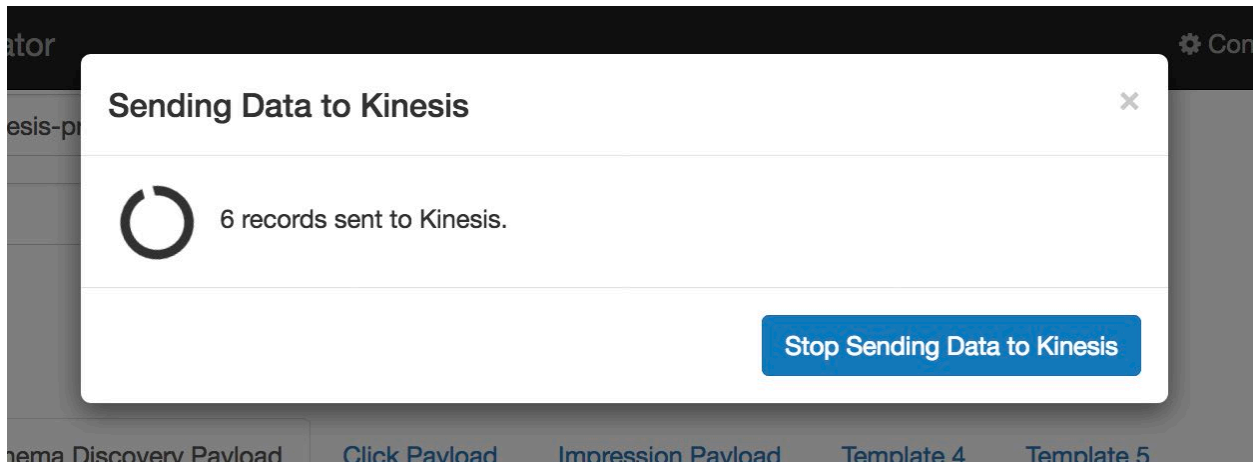 ator
Con
Sending Data to Kinesis
×
esis-pr
6 records sent to Kinesis.
Stop Sending Data to Kinesis
nema Discovery Payload Click Payload Impression Payload Template 4 Template 5